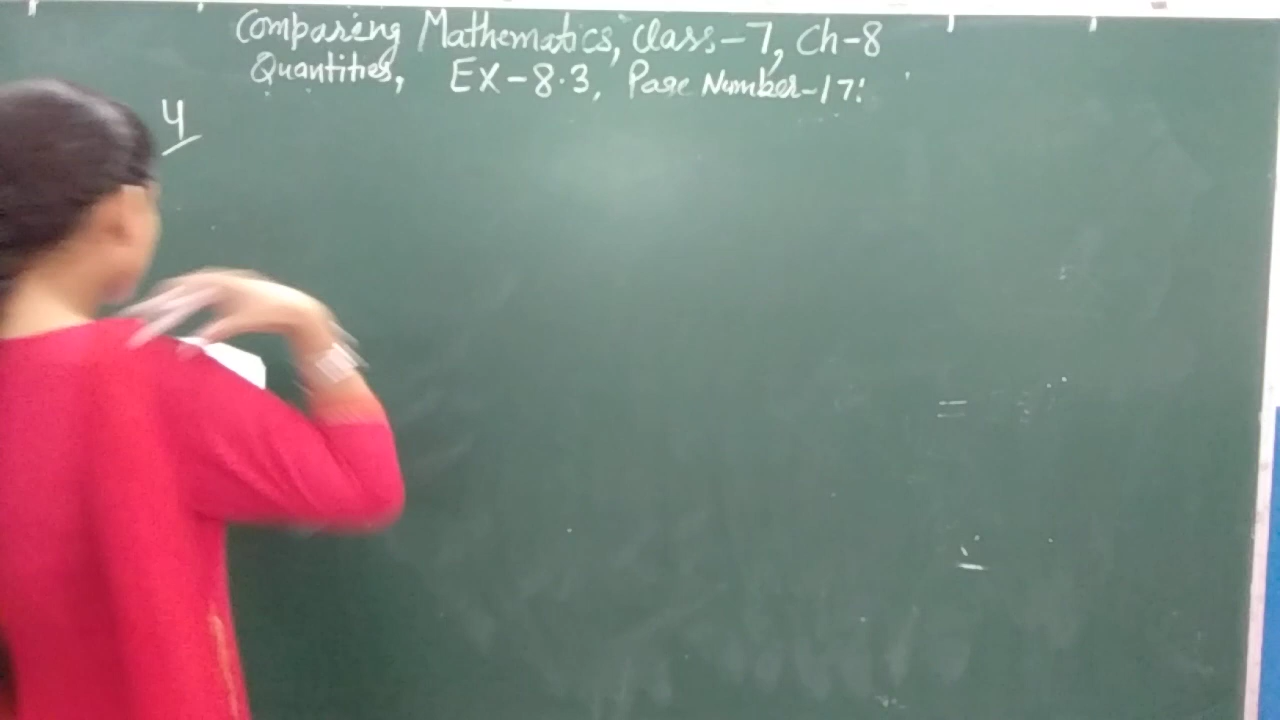 Comparing Mathematics, Class-7, Ch-8
Quantities, EX-8.3, Page Number-17:
4